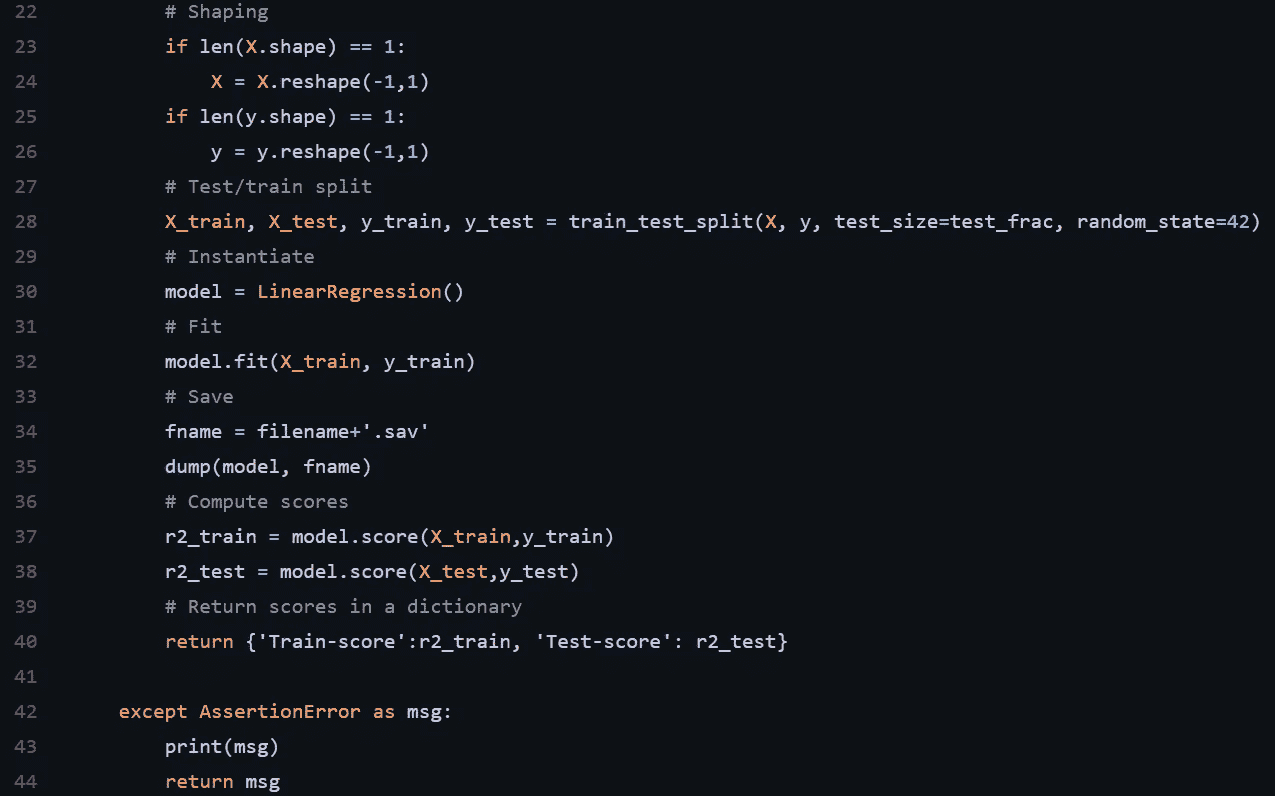 22 # Shaping
23 if len(X.shape) == 1:
24 X = X.reshape(-1,1)
25 if len(y.shape) == 1:
26 y = y.reshape(-1,1)
27 # Test/train split
28 X_train, X_test, y_train, y_test = train_test_split(X, y, test_size=test_frac, random_state=42)
29 # Instantiate
30 model = LinearRegression()
31 # Fit
32 model.fit(X_train, y_train)
33 # Save
34 fname = filename+'.sav'
35 dump(model, fname)
36 # Compute scores
37 r2_train = model.score(X_train,y_train)
38 r2_test = model.score(X_test,y_test)
39 # Return scores in a dictionary
40 return {'Train-score':r2_train, 'Test-score': r2_test}
41
42 except AssertionError as msg:
43 print(msg)
44 return msg